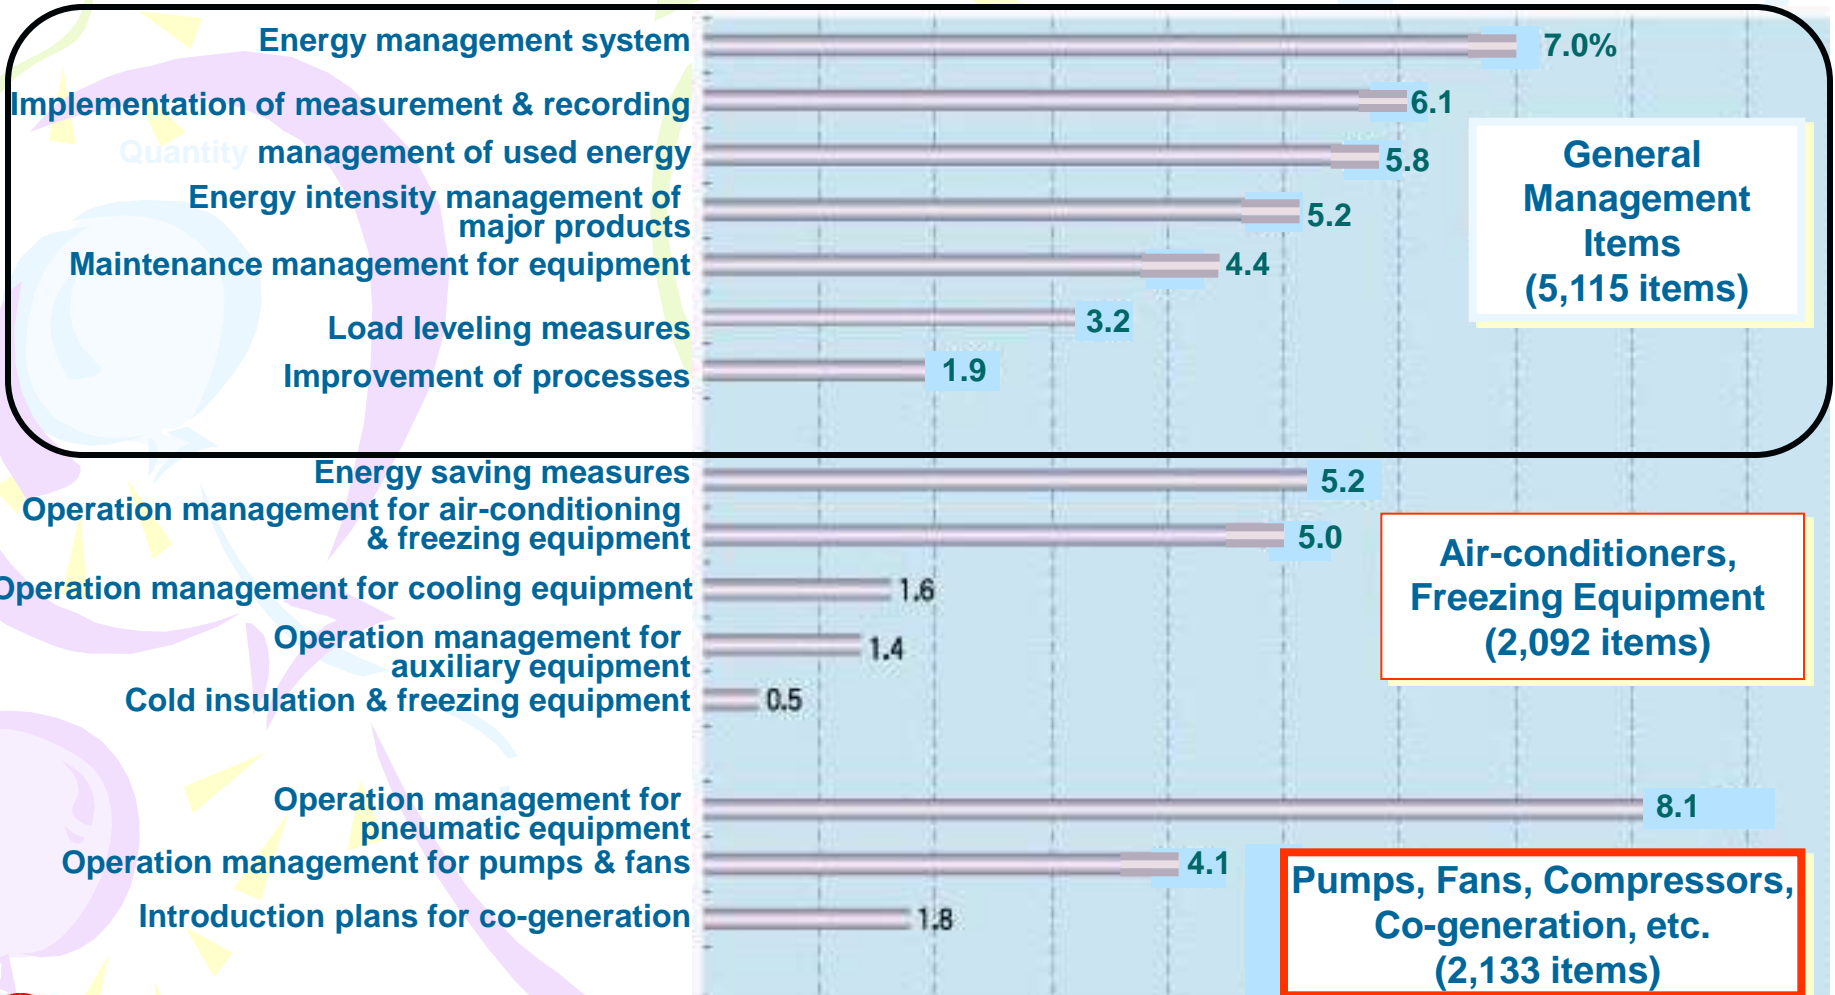 Energy management system
7.0%
Implementation of measurement & recording
6.1
Quantity management of used energy
5.8
Energy intensity management of
major products
5.2
Maintenance management for equipment
4.4
Load leveling measures
3.2
Improvement of processes
1.9
General
Management
Items
(5,115 items)
Energy saving measures
5.2
Operation management for air-conditioning
& freezing equipment
5.0
Operation management for cooling equipment
1.6
Operation management for
auxiliary equipment
1.4
Cold insulation & freezing equipment
0.5
Air-conditioners,
Freezing Equipment
(2,092 items)
Operation management for
pneumatic equipment
8.1
Operation management for pumps & fans
4.1
Introduction plans for co-generation
1.8
Pumps, Fans, Compressors,
Co-generation, etc.
(2,133 items)